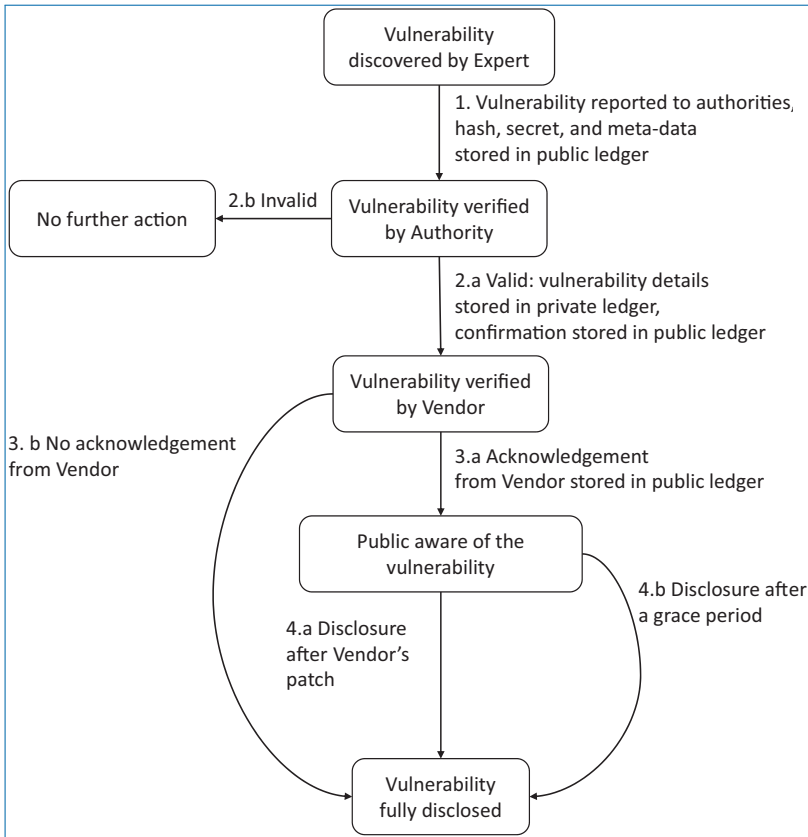 Vulnerability
discovered by Expert
1. Vulnerability reported to authorities,
hash, secret, and meta-data
stored in public ledger
2.b Invalid
No further action
Vulnerability verified
by Authority
2.a Valid: vulnerability details
stored in private ledger,
confirmation stored in public ledger
Vulnerability verified
by Vendor
3. b No acknowledgement
from Vendor
3.a Acknowledgement
from Vendor stored in public ledger
Public aware of the
vulnerability
4.b Disclosure after
a grace period
4.a Disclosure
after Vendor’s
patch
Vulnerability
fully disclosed